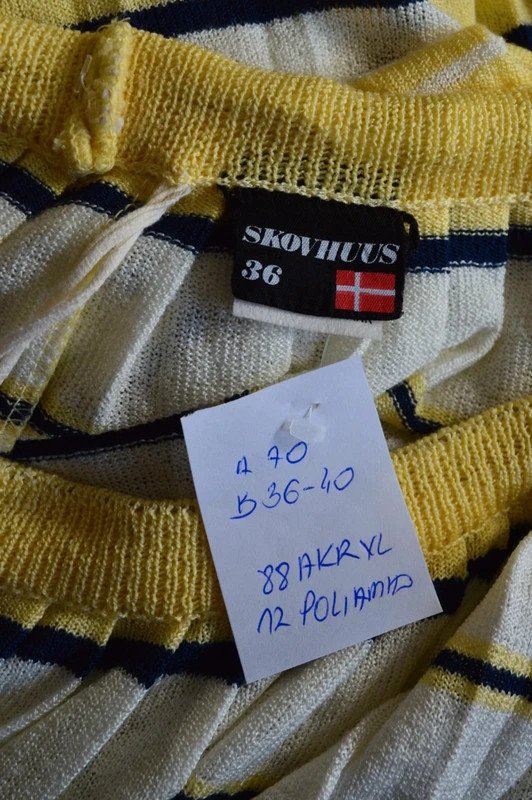 SKOVHUUS
36
A 70
B 36-40
88 AKRYL
12 POLIAMID